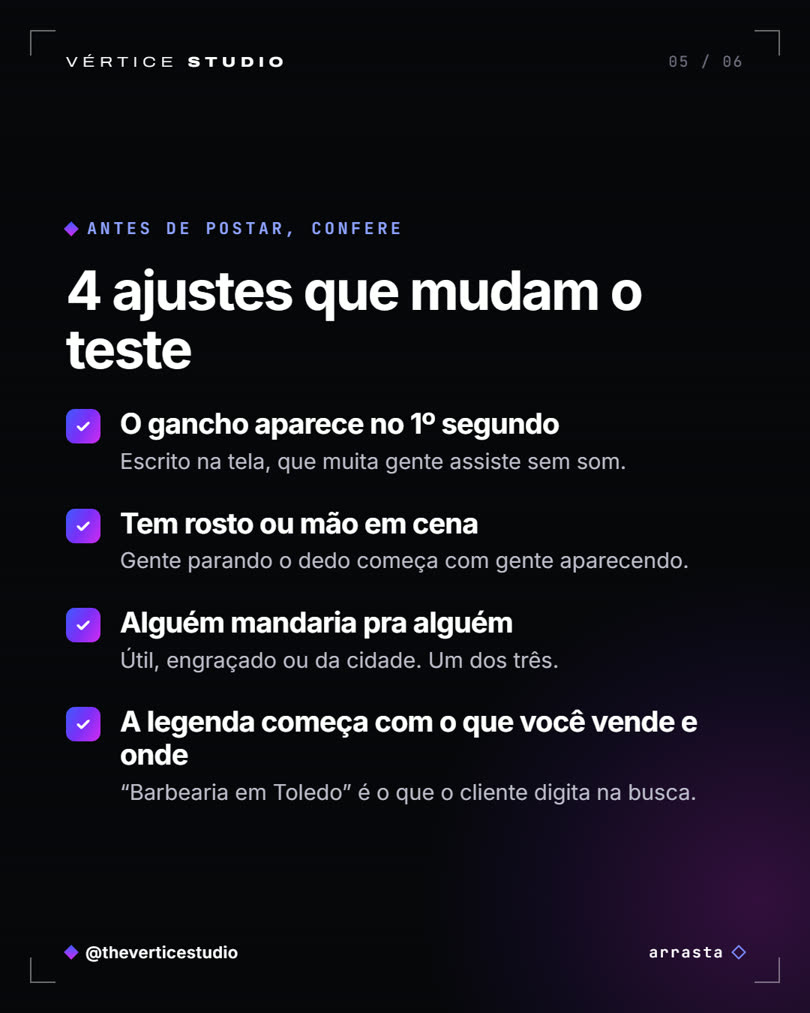 VÉRTICE STUDIO
05 / 06
ANTES DE POSTAR, CONFERE
4 ajustes que mudam o
teste
O gancho aparece no 1º segundo
Escrito na tela, que muita gente assiste sem som.
Tem rosto ou mão em cena
Gente parando o dedo começa com gente aparecendo.
Alguém mandaria pra alguém
Útil, engraçado ou da cidade. Um dos três.
A legenda começa com o que você vende e
onde
“Barbearia em Toledo” é o que o cliente digita na busca.
@theverticestudio
arrasta